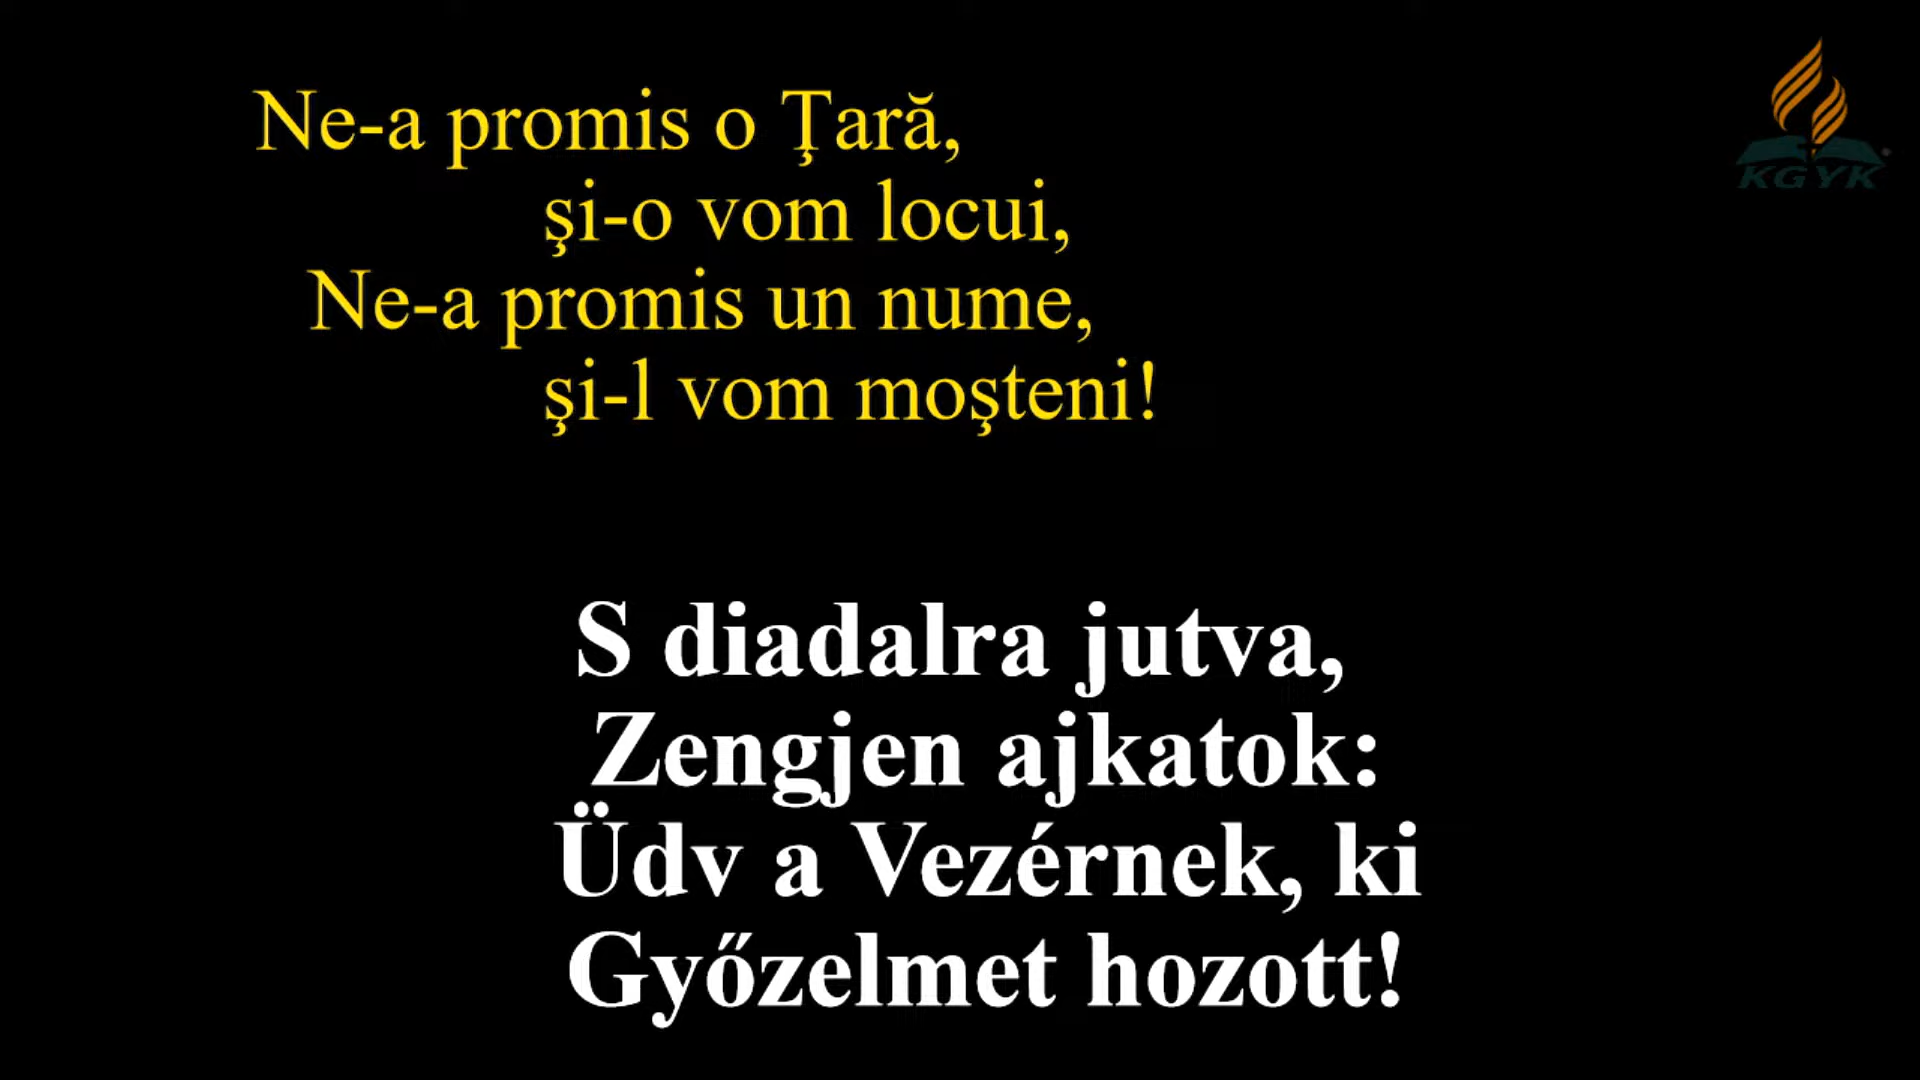 Ne-a promis o Ţară,
şi-o vom locui,
Ne-a promis un nume,
şi-l vom moşteni!
KGYK
S diadalra jutva,
Zengjen ajkatok:
Üdv a Vezérnek, ki
Győzelmet hozott!